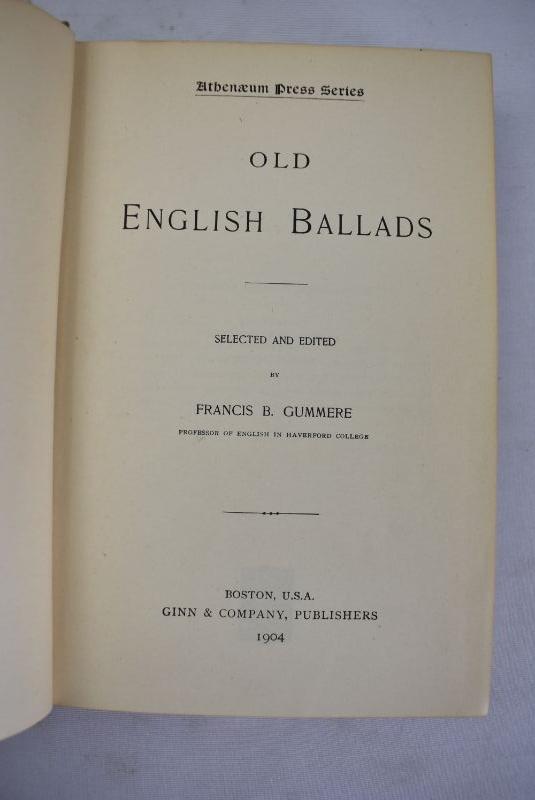 Athenæum Press Series
OLD
ENGLISH BALLADS
SELECTED AND EDITED
BY
FRANCIS B. GUMMERE
PROFESSOR OF ENGLISH IN HAVERFORD COLLEGE
BOSTON, U.S.A.
GINN & COMPANY, PUBLISHERS
1904